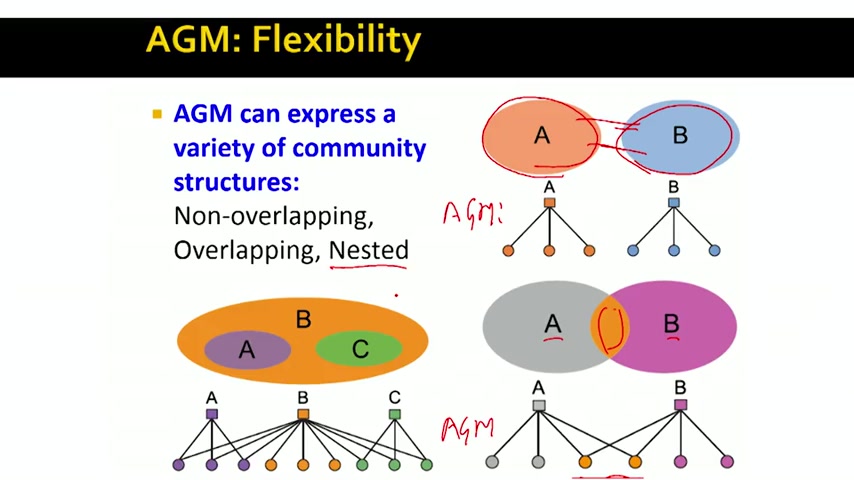 AGM: Flexibility
AGM can express a
variety of community
structures:
Non-overlapping,
Overlapping, Nested
A B
A B
AGM:
A B
B
A C
A B
A B C
AGM